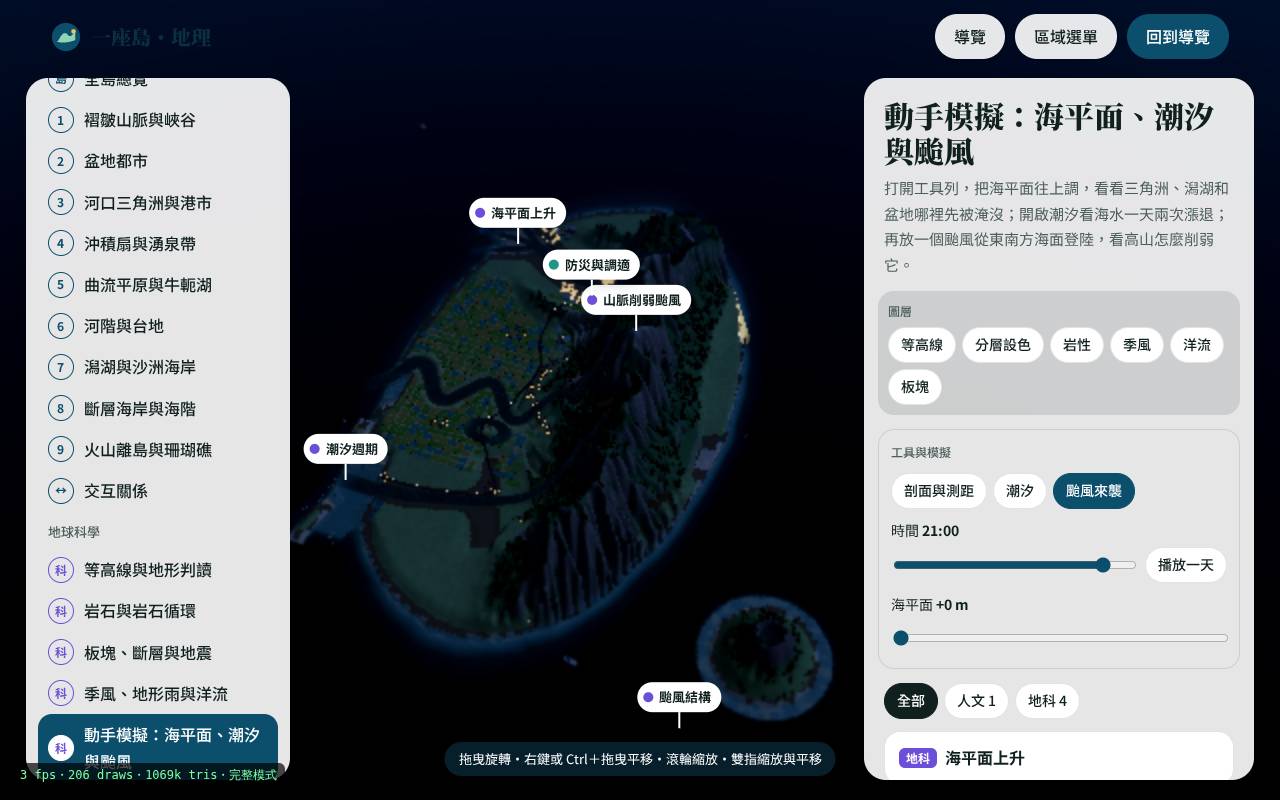 一座島・地理
導覽
區域選單
回到導覽
全島總覽
1 褶皺山脈與峽谷
2 盆地都市
3 河口三角洲與港市
4 沖積扇與湧泉帶
5 曲流平原與牛軛湖
6 河階與台地
7 潟湖與沙洲海岸
8 斷層海岸與海階
9 火山離島與珊瑚礁
↔ 交互關係
地球科學
科 等高線與地形判讀
科 岩石與岩石循環
科 板塊、斷層與地震
科 季風、地形雨與洋流
科 動手模擬：海平面、潮汐
與颱風
3 fps · 206 draws · 1069k tris · 完整模式
海平面上升
防災與調適
山脈削弱颱風
潮汐週期
颱風結構
拖曳旋轉・右鍵或 Ctrl＋拖曳平移・滾輪縮放・雙指縮放與平移
動手模擬：海平面、潮汐
與颱風
打開工具列，把海平面往上調，看看三角洲、潟湖和
盆地哪裡先被淹沒；開啟潮汐看海水一天兩次漲退；
再放一個颱風從東南方海面登陸，看高山怎麼削弱
它。
圖層
等高線
分層設色
岩性
季風
洋流
板塊
工具與模擬
剖面與測距
潮汐
颱風來襲
時間 21:00
播放一天
海平面 +0 m
全部
人文 1
地科 4
地科 海平面上升